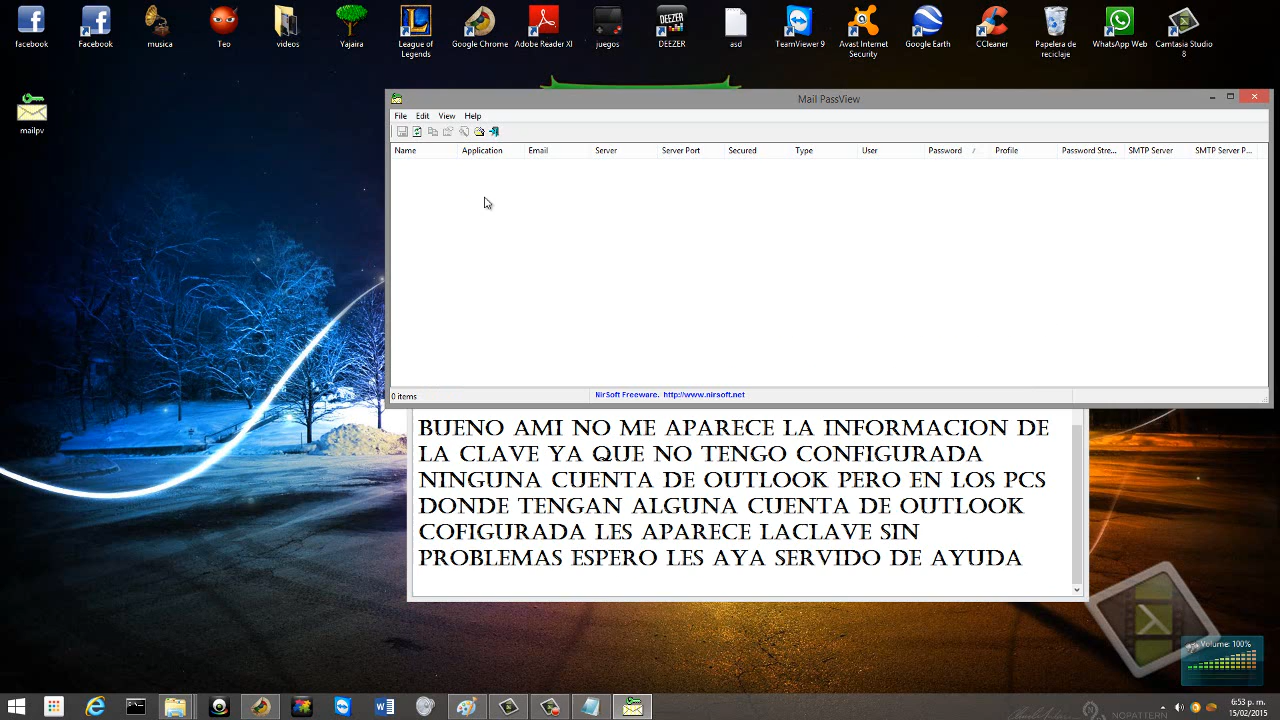 facebook
Facebook
musica
Teo
videos
Yajaira
League of
Legends
Google Chrome
Adobe Reader XI
juegos
DEEZER
asd
TeamViewer 9
Avast Internet
Security
Google Earth
CCleaner
Papelera de
reciclaje
WhatsApp Web
Camtasia Studio
8
mailpv
Mail PassView
File Edit View Help
Name Application Email Server Server Port Secured Type User Password / Profile Password Stre... SMTP Server SMTP Server P...
0 items
NirSoft Freeware. http://www.nirsoft.net
BUENO AMI NO ME APARECE LA INFORMACION DE
LA CLAVE YA QUE NO TENGO CONFIGURADA
NINGUNA CUENTA DE OUTLOOK PERO EN LOS PCS
DONDE TENGAN ALGUNA CUENTA DE OUTLOOK
COFIGURADA LES APARECE LACLAVE SIN
PROBLEMAS ESPERO LES AYA SERVIDO DE AYUDA
Volume: 100%
NOPATTERN
6:53 p. m.
15/02/2015